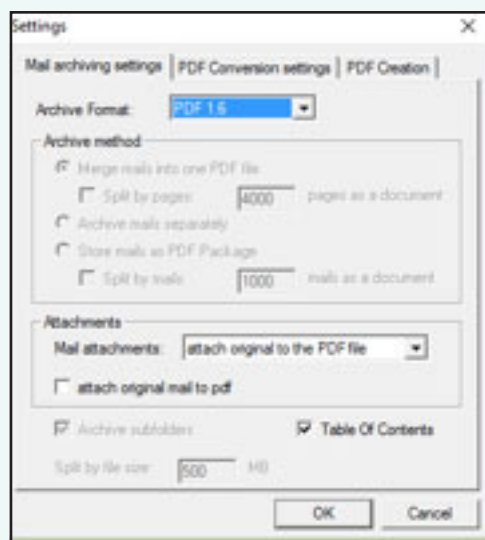 Settings
Mail archiving settings PDF Conversion settings PDF Creation
Archive Format: PDF 1.6
Archive method
Merge mails into one PDF file
Split by pages: 4000 pages as a document
Archive mails separately
Store mails as PDF Package
Split by mails 1000 mails as a document
Attachments
Mail attachments: attach original to the PDF file
attach original mail to pdf
Archive subfolders Table Of Contents
Split by file size: 500 MB
OK Cancel